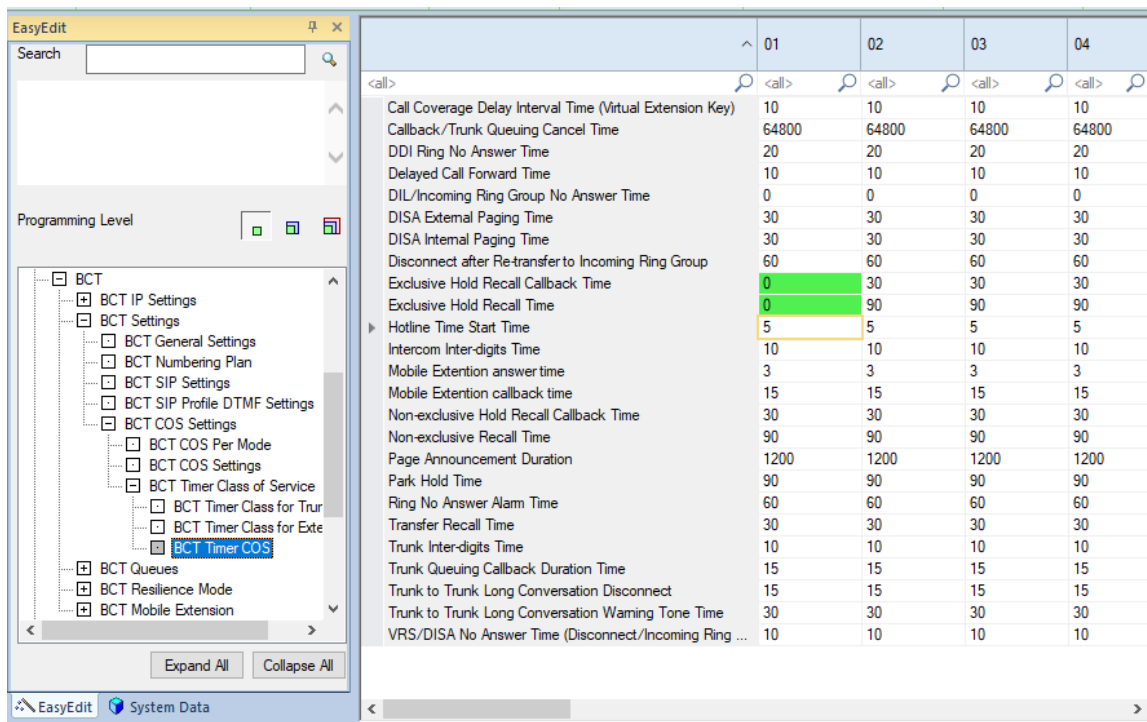 EasyEdit
Search
Programming Level
BCT
BCT IP Settings
BCT Settings
BCT General Settings
BCT Numbering Plan
BCT SIP Settings
BCT SIP Profile DTMF Settings
BCT COS Settings
BCT COS Per Mode
BCT COS Settings
BCT Timer Class of Service
BCT Timer Class for Trur
BCT Timer Class for Exte
BCT Timer COS
BCT Queues
BCT Resilience Mode
BCT Mobile Extension
Expand All Collapse All
EasyEdit System Data
01 02 03 04
<all> <all> <all> <all> <all>
Call Coverage Delay Interval Time (Virtual Extension Key) 10 10 10 10
Callback/Trunk Queuing Cancel Time 64800 64800 64800 64800
DDI Ring No Answer Time 20 20 20 20
Delayed Call Forward Time 10 10 10 10
DIL/Incoming Ring Group No Answer Time 0 0 0 0
DISA External Paging Time 30 30 30 30
DISA Internal Paging Time 30 30 30 30
Disconnect after Re-transfer to Incoming Ring Group 60 60 60 60
Exclusive Hold Recall Callback Time 0 30 30 30
Exclusive Hold Recall Time 0 90 90 90
Hotline Time Start Time 5 5 5 5
Intercom Inter-digits Time 10 10 10 10
Mobile Extention answer time 3 3 3 3
Mobile Extention callback time 15 15 15 15
Non-exclusive Hold Recall Callback Time 30 30 30 30
Non-exclusive Recall Time 90 90 90 90
Page Announcement Duration 1200 1200 1200 1200
Park Hold Time 90 90 90 90
Ring No Answer Alarm Time 60 60 60 60
Transfer Recall Time 30 30 30 30
Trunk Inter-digits Time 10 10 10 10
Trunk Queuing Callback Duration Time 15 15 15 15
Trunk to Trunk Long Conversation Disconnect 15 15 15 15
Trunk to Trunk Long Conversation Warning Tone Time 30 30 30 30
VRS/DISA No Answer Time (Disconnect/Incoming Ring ... 10 10 10 10